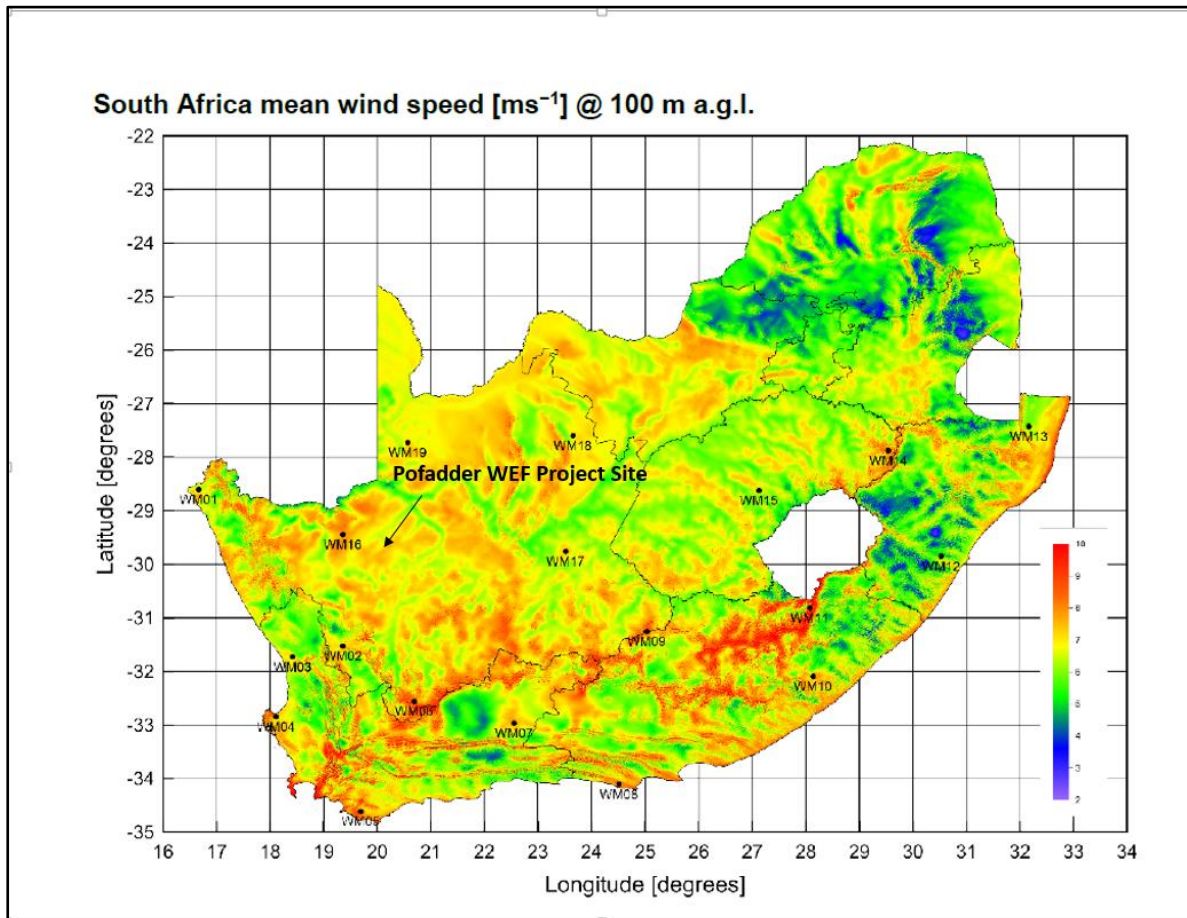 South Africa mean wind speed [ms⁻¹] @ 100 m a.g.l.
-22
-23
-24
-25
-26
-27
-28
-29
-30
-31
-32
-33
-34
-35
Latitude [degrees]
WM19
WM18
WM13
WM14
Pofadder WEF Project Site
WM01
WM15
WM16
WM17
WM12
WM11
WM09
WM02
WM03
WM10
WM06
WM04
WM07
WM08
WM05
10
9
8
7
6
5
4
3
2
16 17 18 19 20 21 22 23 24 25 26 27 28 29 30 31 32 33 34
Longitude [degrees]